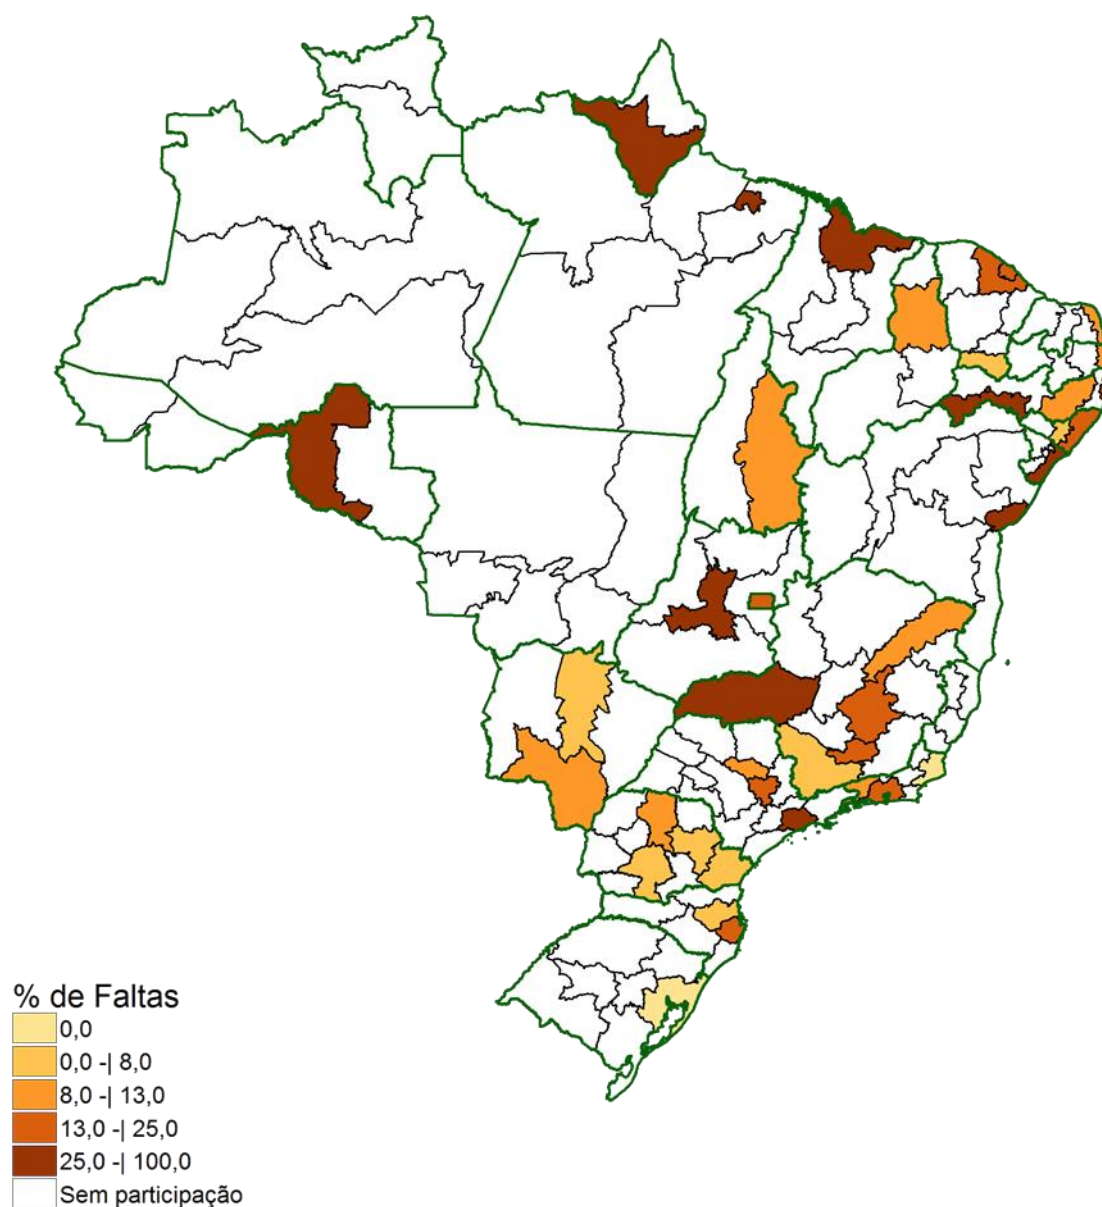 % de Faltas
0,0
0,0 -| 8,0
8,0 -| 13,0
13,0 -| 25,0
25,0 -| 100,0
Sem participação